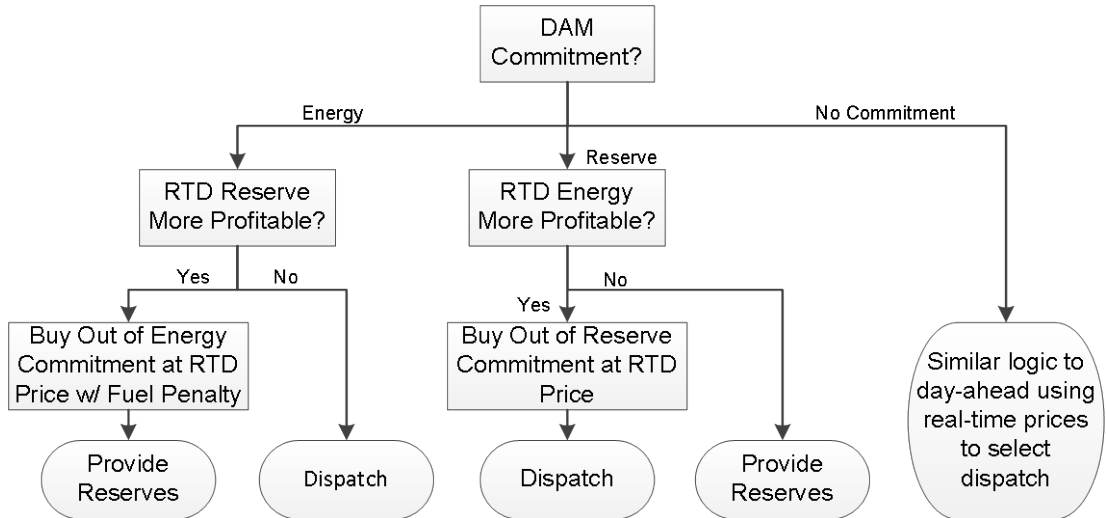 DAM
Commitment?
Energy
No Commitment
Reserve
RTD Reserve
More Profitable?
RTD Energy
More Profitable?
Yes
No
Yes
No
Buy Out of Energy
Commitment at RTD
Price w/ Fuel Penalty
Buy Out of Reserve
Commitment at RTD
Price
Similar logic to
day-ahead using
real-time prices
to select
dispatch
Provide
Reserves
Dispatch
Dispatch
Provide
Reserves